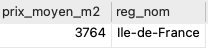 prix_moyen_m2 reg_nom
3764 Ile-de-France